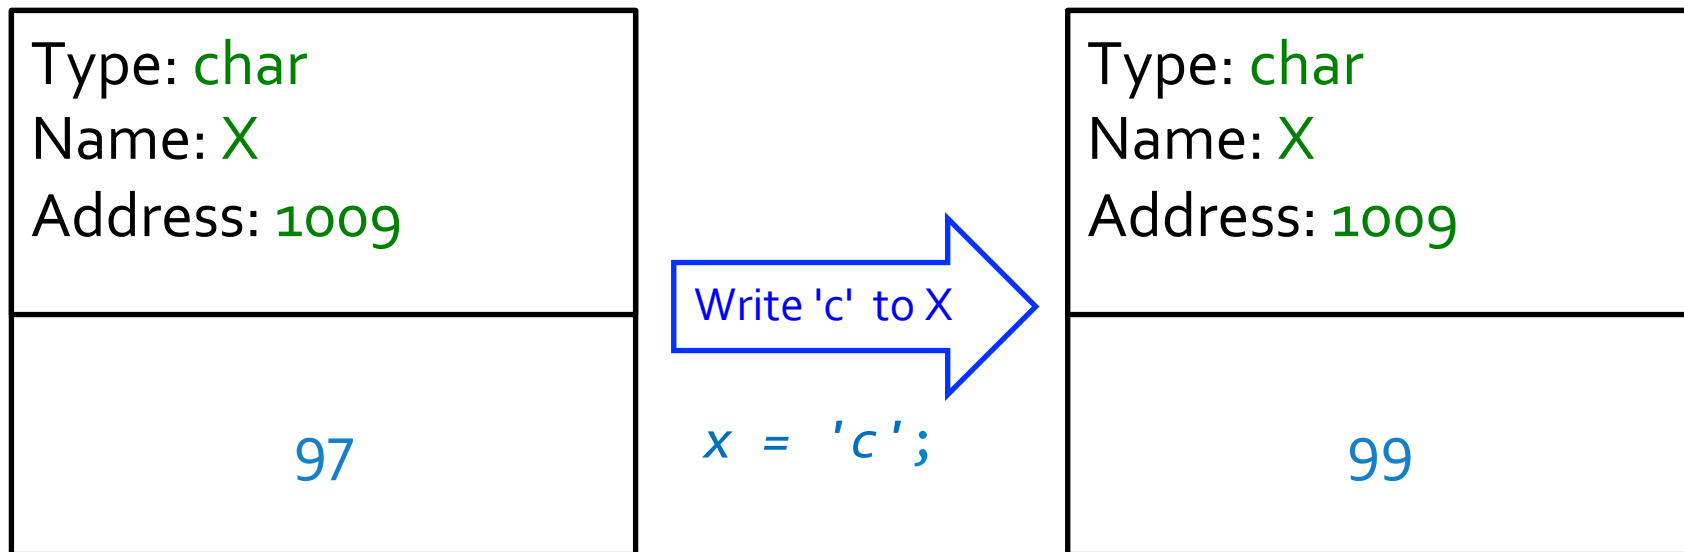 Type: char
Name: X
Address: 1009
97
Write 'c'  to X
x = 'c';
Type: char
Name: X
Address: 1009
99